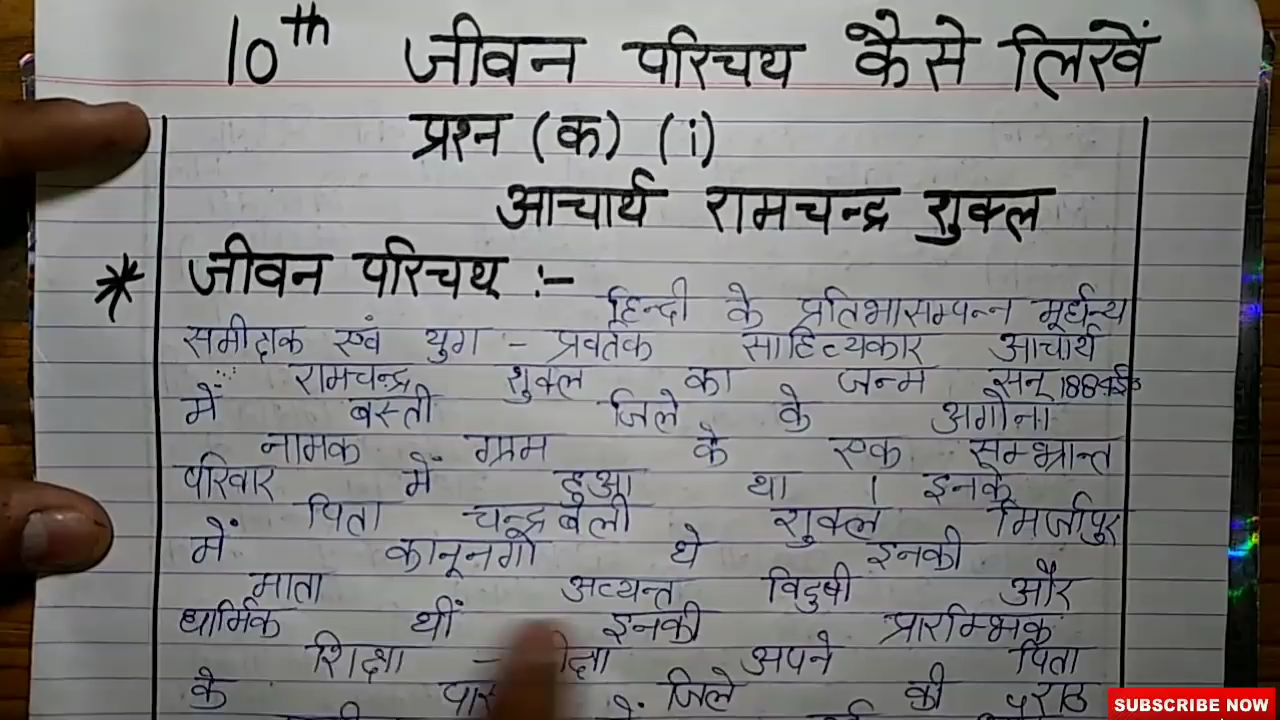 10th जीवन परिचय कैसे लिखें
प्रश्न (क) (i)
आचार्य रामचन्द्र शुक्ल
* जीवन परिचय :-
हिन्दी के प्रतिभासम्पन्न मूर्धन्य
समीक्षक एवं युग - प्रवर्तक साहित्यकार आचार्य
रामचन्द्र शुक्ल का जन्म सन् 1884ई०
में बस्ती जिले के अगोना
नामक ग्राम के एक सम्भ्रान्त
परिवार में हुआ था । इनके
पिता चन्द्रबली शुक्ल मिर्जापुर
में कानूनगो थे इनकी
माता अत्यन्त विदुषी और
धार्मिक थीं इनकी प्रारम्भिक
शिक्षा - अपने पिता
के पास जिले की
SUBSCRIBE NOW